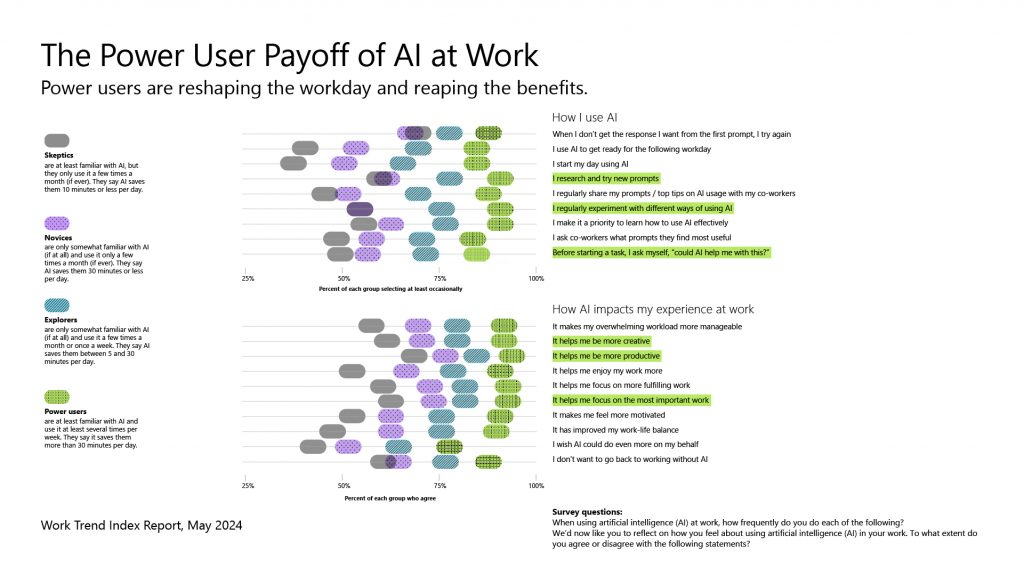 The Power User Payoff of AI at Work
Power users are reshaping the workday and reaping the benefits.
Skeptics
are at least familiar with AI, but
they only use it a few times a
month (if ever). They say AI saves
them 10 minutes or less per day.
Novices
are only somewhat familiar with AI
(if at all) and use it only a few
times a month (if ever). They say
AI saves them 30 minutes or less
per day.
Explorers
are only somewhat familiar with AI
(if at all) and use it a few times a
month or once a week. They say AI
saves them between 5 and 30
minutes per day.
Power users
are at least familiar with AI and
use it at least several times per
week. They say it saves them
more than 30 minutes per day.
How I use AI
When I don't get the response I want from the first prompt, I try again
I use AI to get ready for the following workday
I start my day using AI
I research and try new prompts
I regularly share my prompts / top tips on AI usage with my co-workers
I regularly experiment with different ways of using AI
I make it a priority to learn how to use AI effectively
I ask co-workers what prompts they find most useful
Before starting a task, I ask myself, "could AI help me with this?"
25% 50% 75% 100%
Percent of each group selecting at least occasionally
How AI impacts my experience at work
It makes my overwhelming workload more manageable
It helps me be more creative
It helps me be more productive
It helps me enjoy my work more
It helps me focus on more fulfilling work
It helps me focus on the most important work
It makes me feel more motivated
It has improved my work-life balance
I wish AI could do even more on my behalf
I don't want to go back to working without AI
25% 50% 75% 100%
Percent of each group who agree
Work Trend Index Report, May 2024
Survey questions:
When using artificial intelligence (AI) at work, how frequently do you do each of the following?
We'd now like you to reflect on how you feel about using artificial intelligence (AI) in your work. To what extent do
you agree or disagree with the following statements?